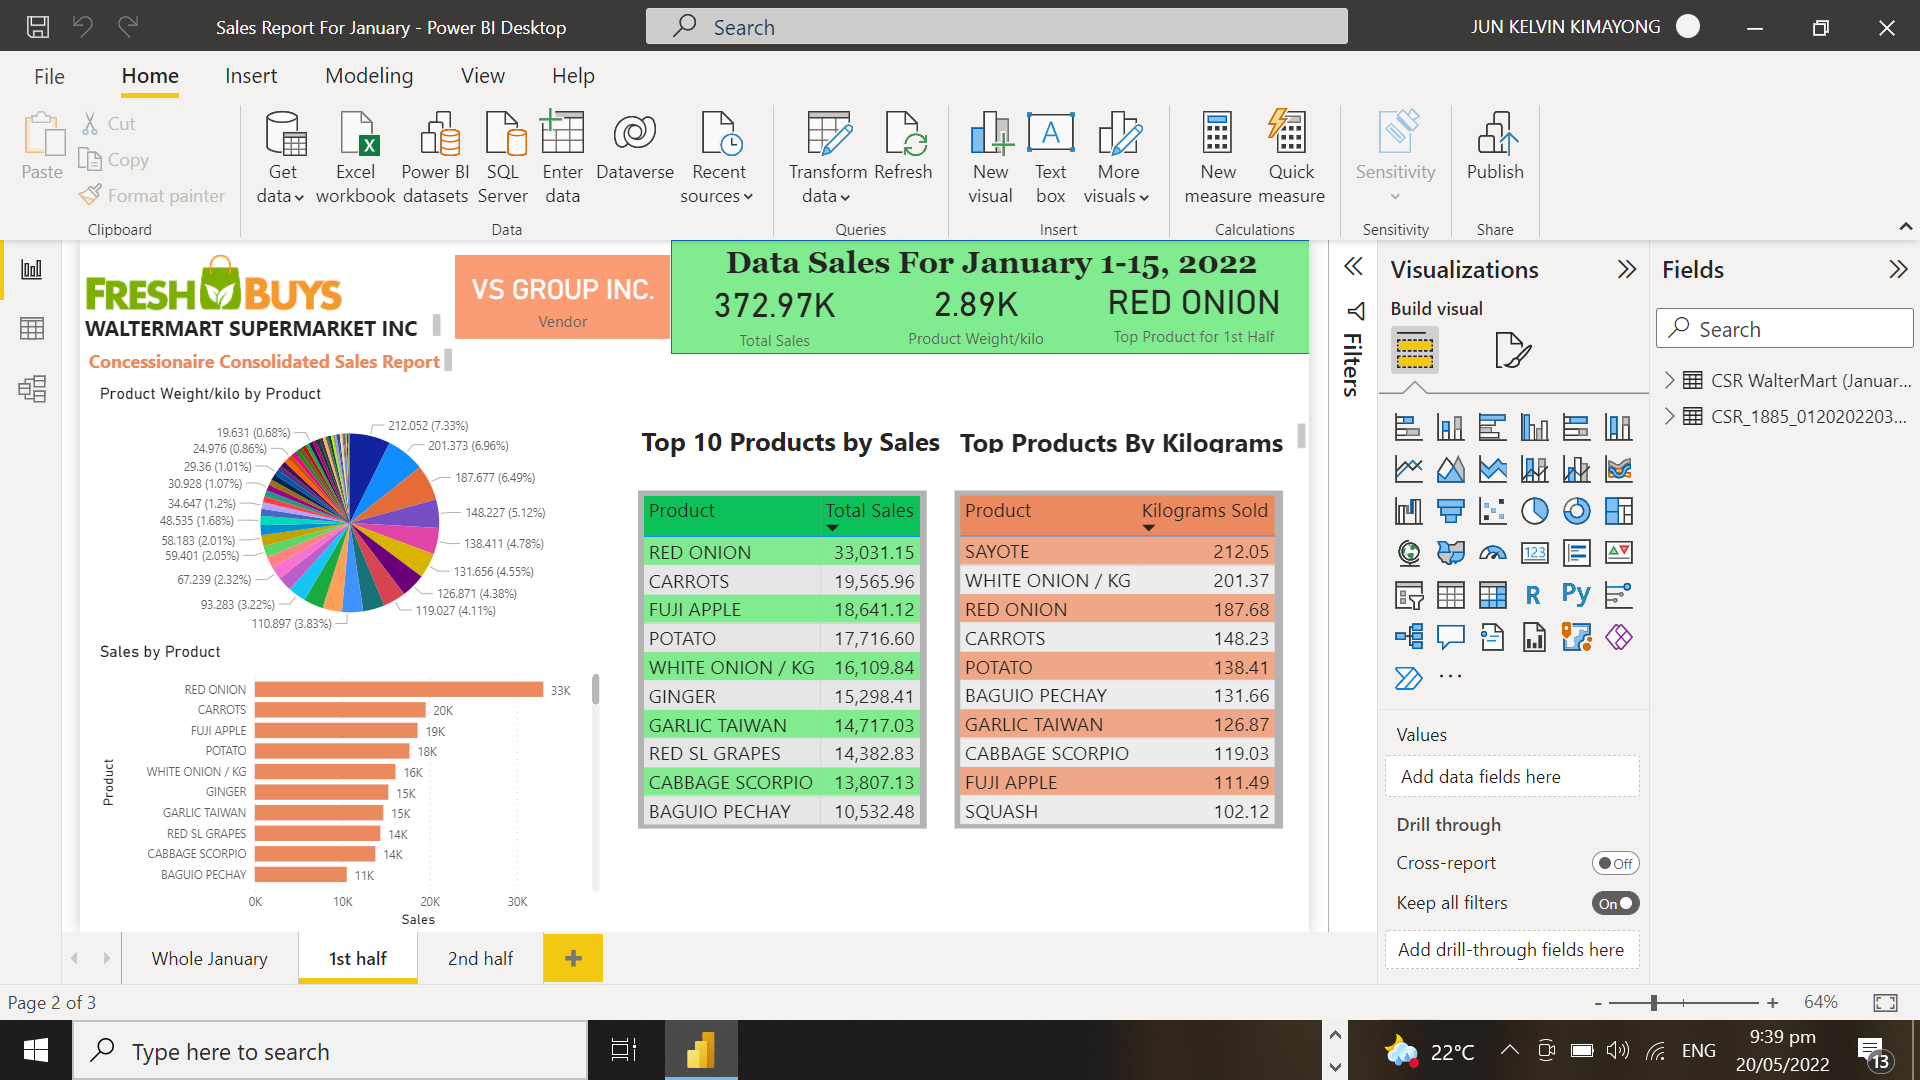 Sales Report For January - Power BI Desktop
Search
JUN KELVIN KIMAYONG
File Home Insert Modeling View Help
Paste
Cut
Copy
Format painter
Clipboard
Get data
Excel workbook
Power BI datasets
SQL Server
Enter data
Dataverse
Recent sources
Data
Transform data
Refresh
Queries
New visual
Text box
More visuals
Insert
New measure
Quick measure
Calculations
Sensitivity
Sensitivity
Publish
Share
FRESH BUYS
WALTERMART SUPERMARKET INC
Concessionaire Consolidated Sales Report
VS GROUP INC.
Vendor
Data Sales For January 1-15, 2022
372.97K
Total Sales
2.89K
Product Weight/kilo
RED ONION
Top Product for 1st Half
Product Weight/kilo by Product
212.052 (7.33%)
201.373 (6.96%)
187.677 (6.49%)
148.227 (5.12%)
138.411 (4.78%)
131.656 (4.55%)
126.871 (4.38%)
119.027 (4.11%)
110.897 (3.83%)
93.283 (3.22%)
67.239 (2.32%)
59.401 (2.05%)
58.183 (2.01%)
48.535 (1.68%)
34.647 (1.2%)
30.928 (1.07%)
29.36 (1.01%)
24.976 (0.86%)
19.631 (0.68%)
Sales by Product
Product
RED ONION 33K
CARROTS 20K
FUJI APPLE 19K
POTATO 18K
WHITE ONION / KG 16K
GINGER 15K
GARLIC TAIWAN 15K
RED SL GRAPES 14K
CABBAGE SCORPIO 14K
BAGUIO PECHAY 11K
0K 10K 20K 30K
Sales
Top 10 Products by Sales
Product Total Sales
RED ONION 33,031.15
CARROTS 19,565.96
FUJI APPLE 18,641.12
POTATO 17,716.60
WHITE ONION / KG 16,109.84
GINGER 15,298.41
GARLIC TAIWAN 14,717.03
RED SL GRAPES 14,382.83
CABBAGE SCORPIO 13,807.13
BAGUIO PECHAY 10,532.48
Top Products By Kilograms
Product Kilograms Sold
SAYOTE 212.05
WHITE ONION / KG 201.37
RED ONION 187.68
CARROTS 148.23
POTATO 138.41
BAGUIO PECHAY 131.66
GARLIC TAIWAN 126.87
CABBAGE SCORPIO 119.03
FUJI APPLE 111.49
SQUASH 102.12
Filters
Visualizations
Build visual
123
R
Py
Values
Add data fields here
Drill through
Cross-report Off
Keep all filters On
Add drill-through fields here
Fields
Search
CSR WalterMart (Januar...
CSR_1885_0120202203...
Whole January 1st half 2nd half
Page 2 of 3
- + 64%
Type here to search
22°C
ENG
9:39 pm
20/05/2022
13